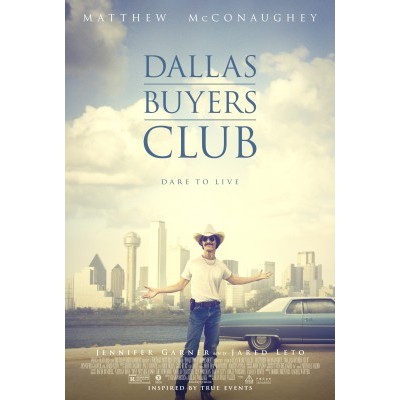 MATTHEW McCONAUGHEY
DALLAS
BUYERS
CLUB
DARE TO LIVE
JENNIFER GARNER AND JARED LETO
INSPIRED BY TRUE EVENTS